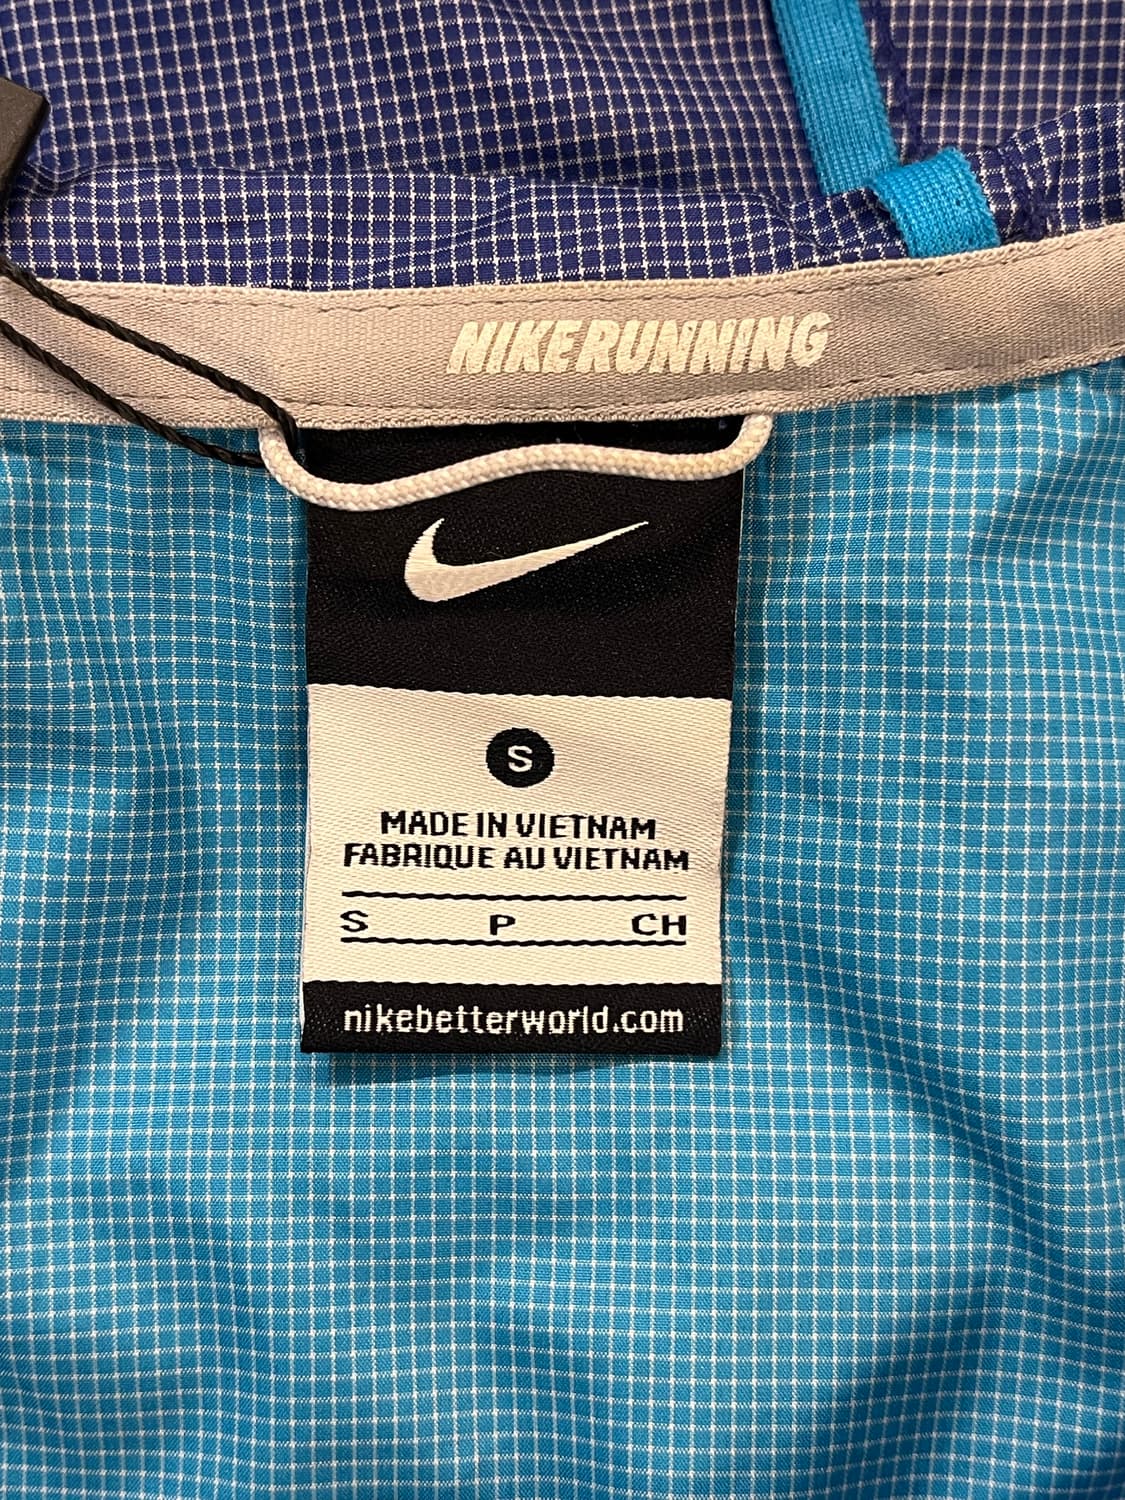 NIKERUNNING
S
MADE IN VIETNAM
FABRIQUE AU VIETNAM
S P CH
nikebetterworld.com